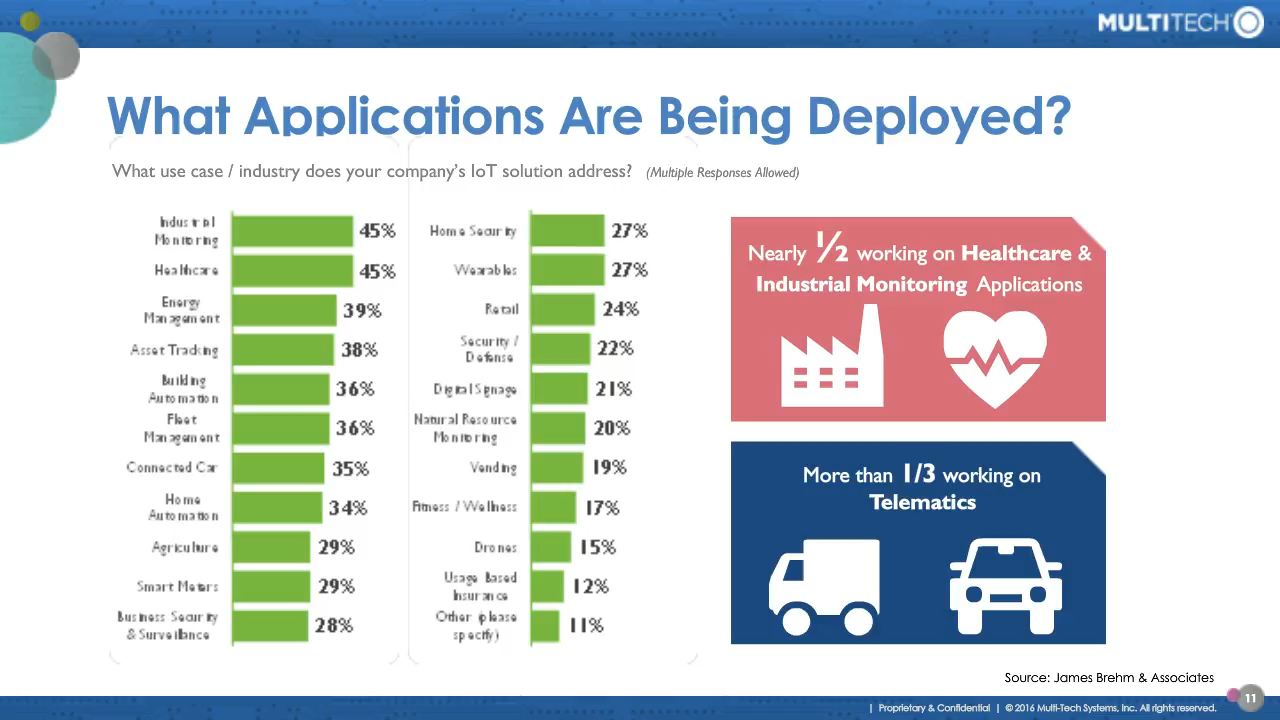 MULTITECH
What Applications Are Being Deployed?
What use case / industry does your company's IoT solution address? (Multiple Responses Allowed)
Industrial
Monitoring
45%
Healthcare
45%
Energy
Management
39%
Asset Tracking
38%
Building
Automation
36%
Fleet
Management
36%
Connected Car
35%
Home
Automation
34%
Agriculture
29%
Smart Meters
29%
Business Security
& Surveillance
28%
Home Security
27%
Wearables
27%
Retail
24%
Security /
Defense
22%
Digital Signage
21%
Natural Resource
Monitoring
20%
Vending
19%
Fitness / Wellness
17%
Drones
15%
Usage Based
Insurance
12%
Other (please
specify)
11%
Nearly ½ working on Healthcare &
Industrial Monitoring Applications
More than 1/3 working on
Telematics
Source: James Brehm & Associates
| Proprietary & Confidential | © 2016 Multi-Tech Systems, Inc. All rights reserved.
11